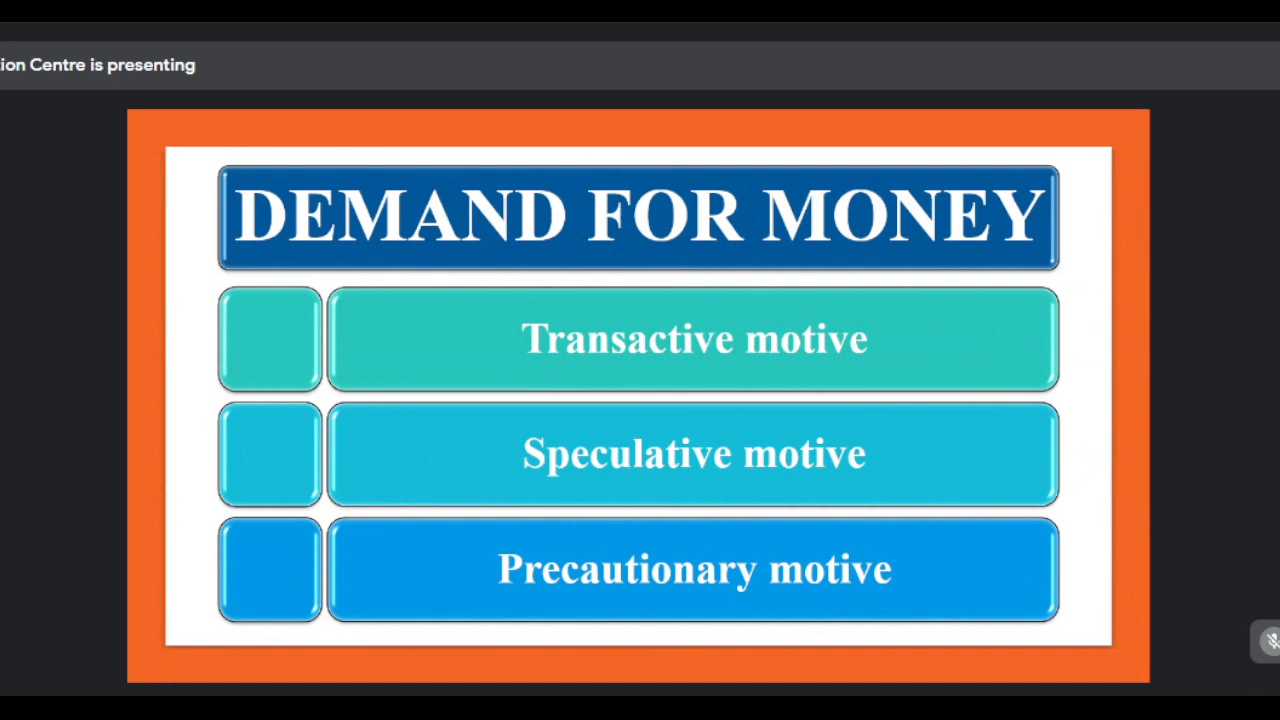 ion Centre is presenting
DEMAND FOR MONEY
Transactive motive
Speculative motive
Precautionary motive